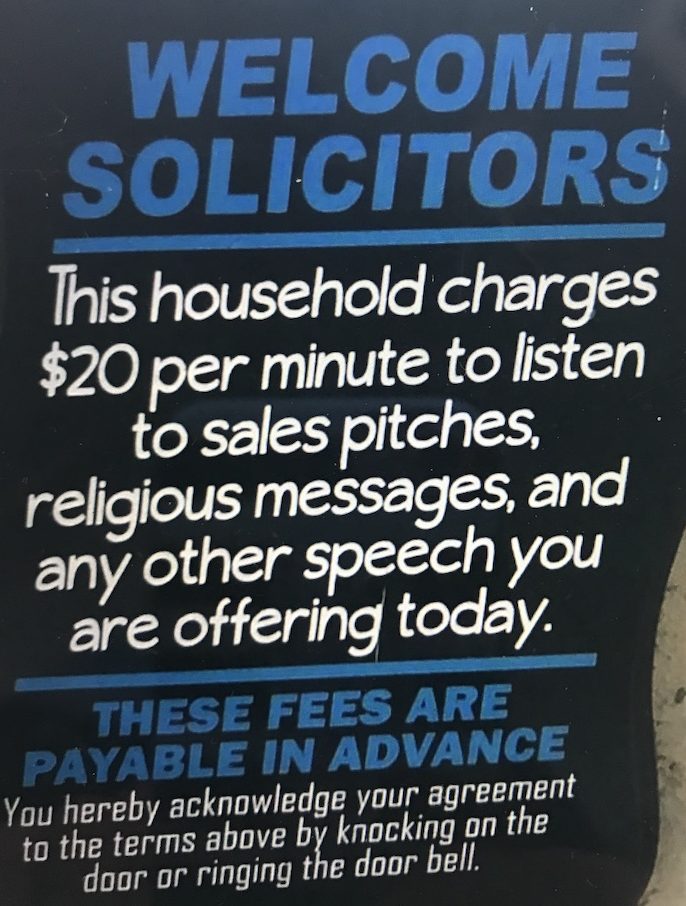 WELCOME
SOLICITORS
This household charges
$20 per minute to listen
to sales pitches,
religious messages, and
any other speech you
are offering today.
THESE FEES ARE
PAYABLE IN ADVANCE
You hereby acknowledge your agreement
to the terms above by knocking on the
door or ringing the door bell.